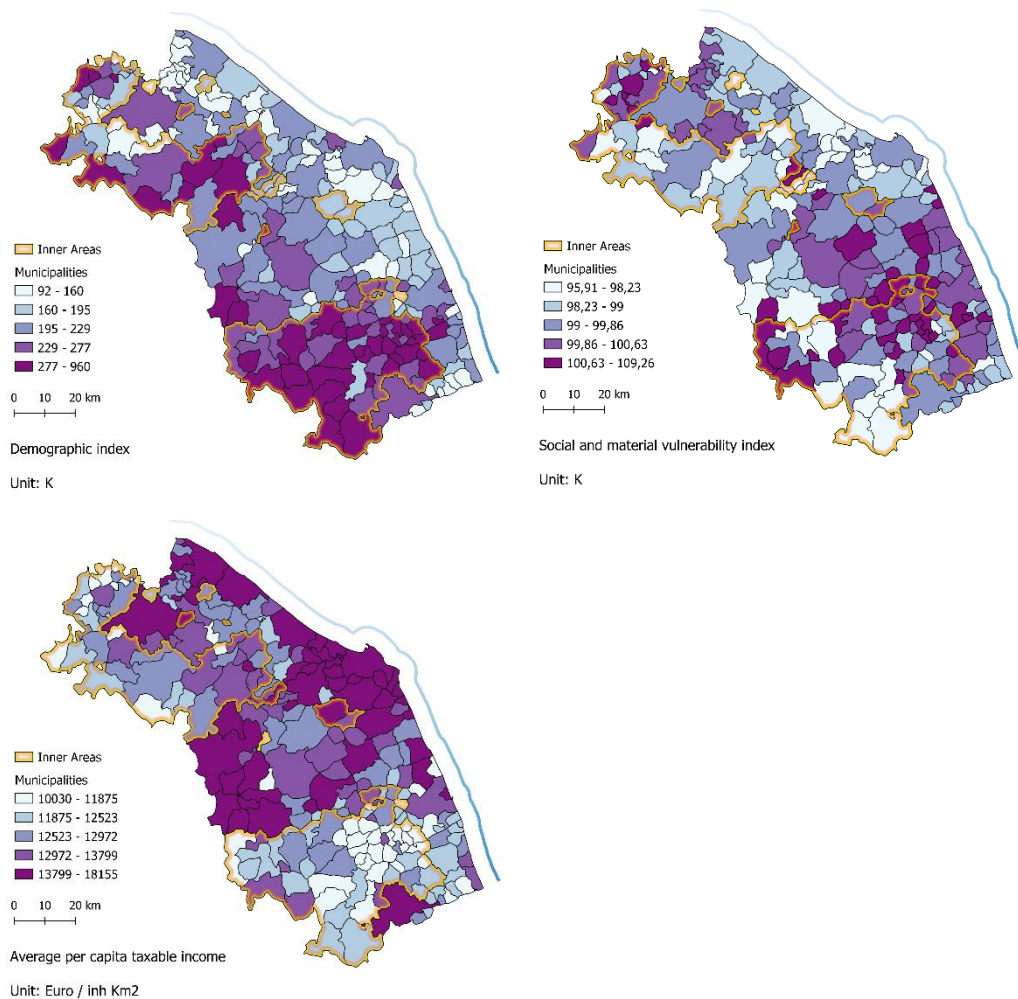 Inner Areas
Municipalities
92 - 160
160 - 195
195 - 229
229 - 277
277 - 960
0 10 20 km
Demographic index
Unit: K
Inner Areas
Municipalities
95,91 - 98,23
98,23 - 99
99 - 99,86
99,86 - 100,63
100,63 - 109,26
0 10 20 km
Social and material vulnerability index
Unit: K
Inner Areas
Municipalities
10030 - 11875
11875 - 12523
12523 - 12972
12972 - 13799
13799 - 18155
0 10 20 km
Average per capita taxable income
Unit: Euro / inh Km2